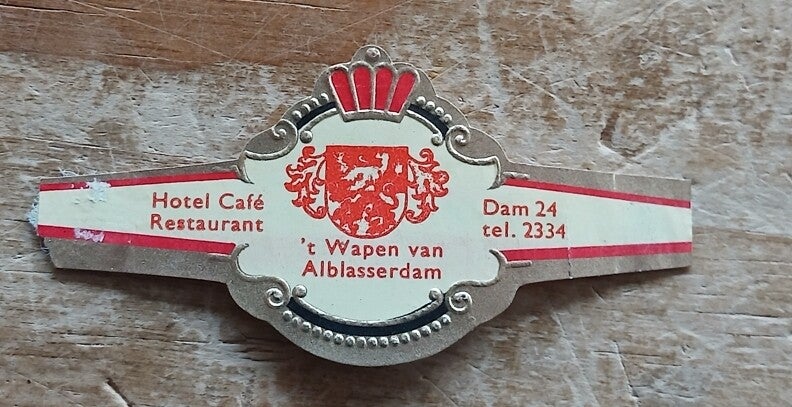 Hotel Café
Restaurant
't Wapen van
Alblasserdam
Dam 24
tel. 2334